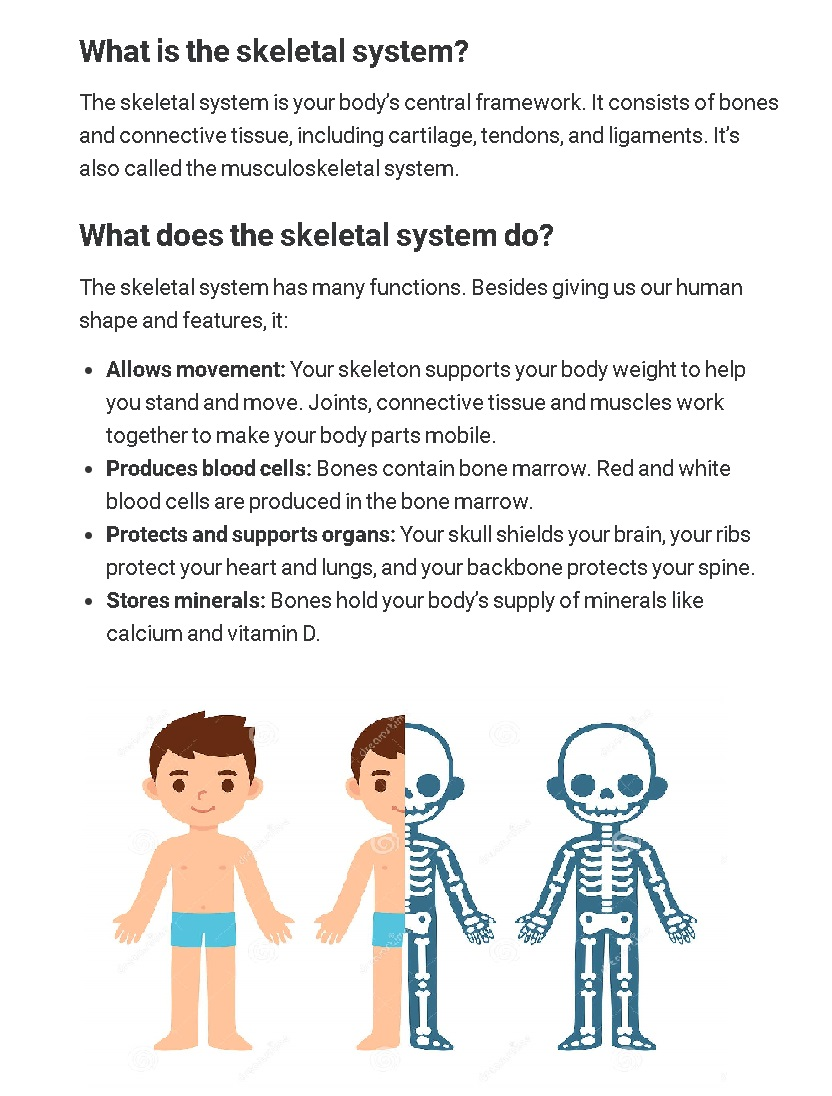 What is the skeletal system?
The skeletal system is your body's central framework. It consists of bones
and connective tissue, including cartilage, tendons, and ligaments. It's
also called the musculoskeletal system.
What does the skeletal system do?
The skeletal system has many functions. Besides giving us our human
shape and features, it:
• Allows movement: Your skeleton supports your body weight to help
you stand and move. Joints, connective tissue and muscles work
together to make your body parts mobile.
• Produces blood cells: Bones contain bone marrow. Red and white
blood cells are produced in the bone marrow.
• Protects and supports organs: Your skull shields your brain, your ribs
protect your heart and lungs, and your backbone protects your spine.
• Stores minerals: Bones hold your body's supply of minerals like
calcium and vitamin D.
dreamstime